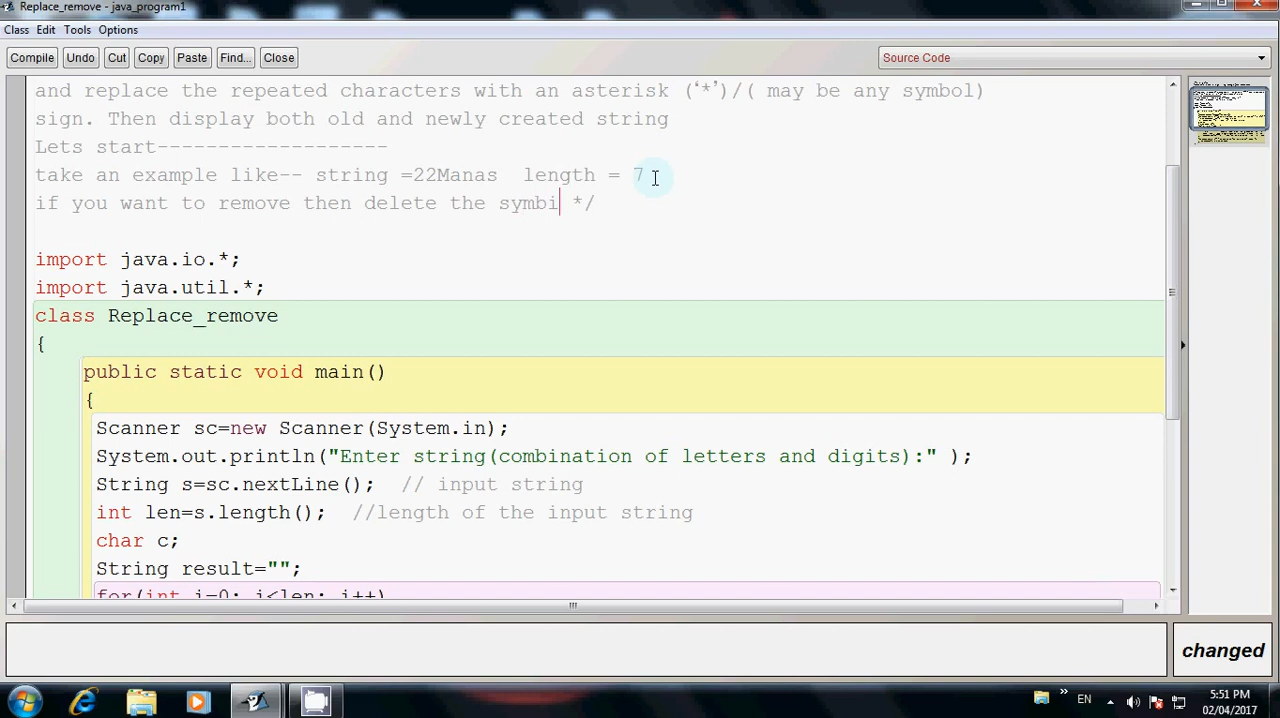 Replace_remove - java_program1
Class Edit Tools Options
Compile Undo Cut Copy Paste Find... Close Source Code
and replace the repeated characters with an asterisk (‘*’)/( may be any symbol)
sign. Then display both old and newly created string
Lets start-------------------
take an example like-- string =22Manas  length = 7
if you want to remove then delete the symbi */
import java.io.*;
import java.util.*;
class Replace_remove
{
public static void main()
{
Scanner sc=new Scanner(System.in);
System.out.println("Enter string(combination of letters and digits):" );
String s=sc.nextLine();  // input string
int len=s.length();  //length of the input string
char c;
String result="";
for(int i=0; i<len; i++)
changed
EN
5:51 PM
02/04/2017